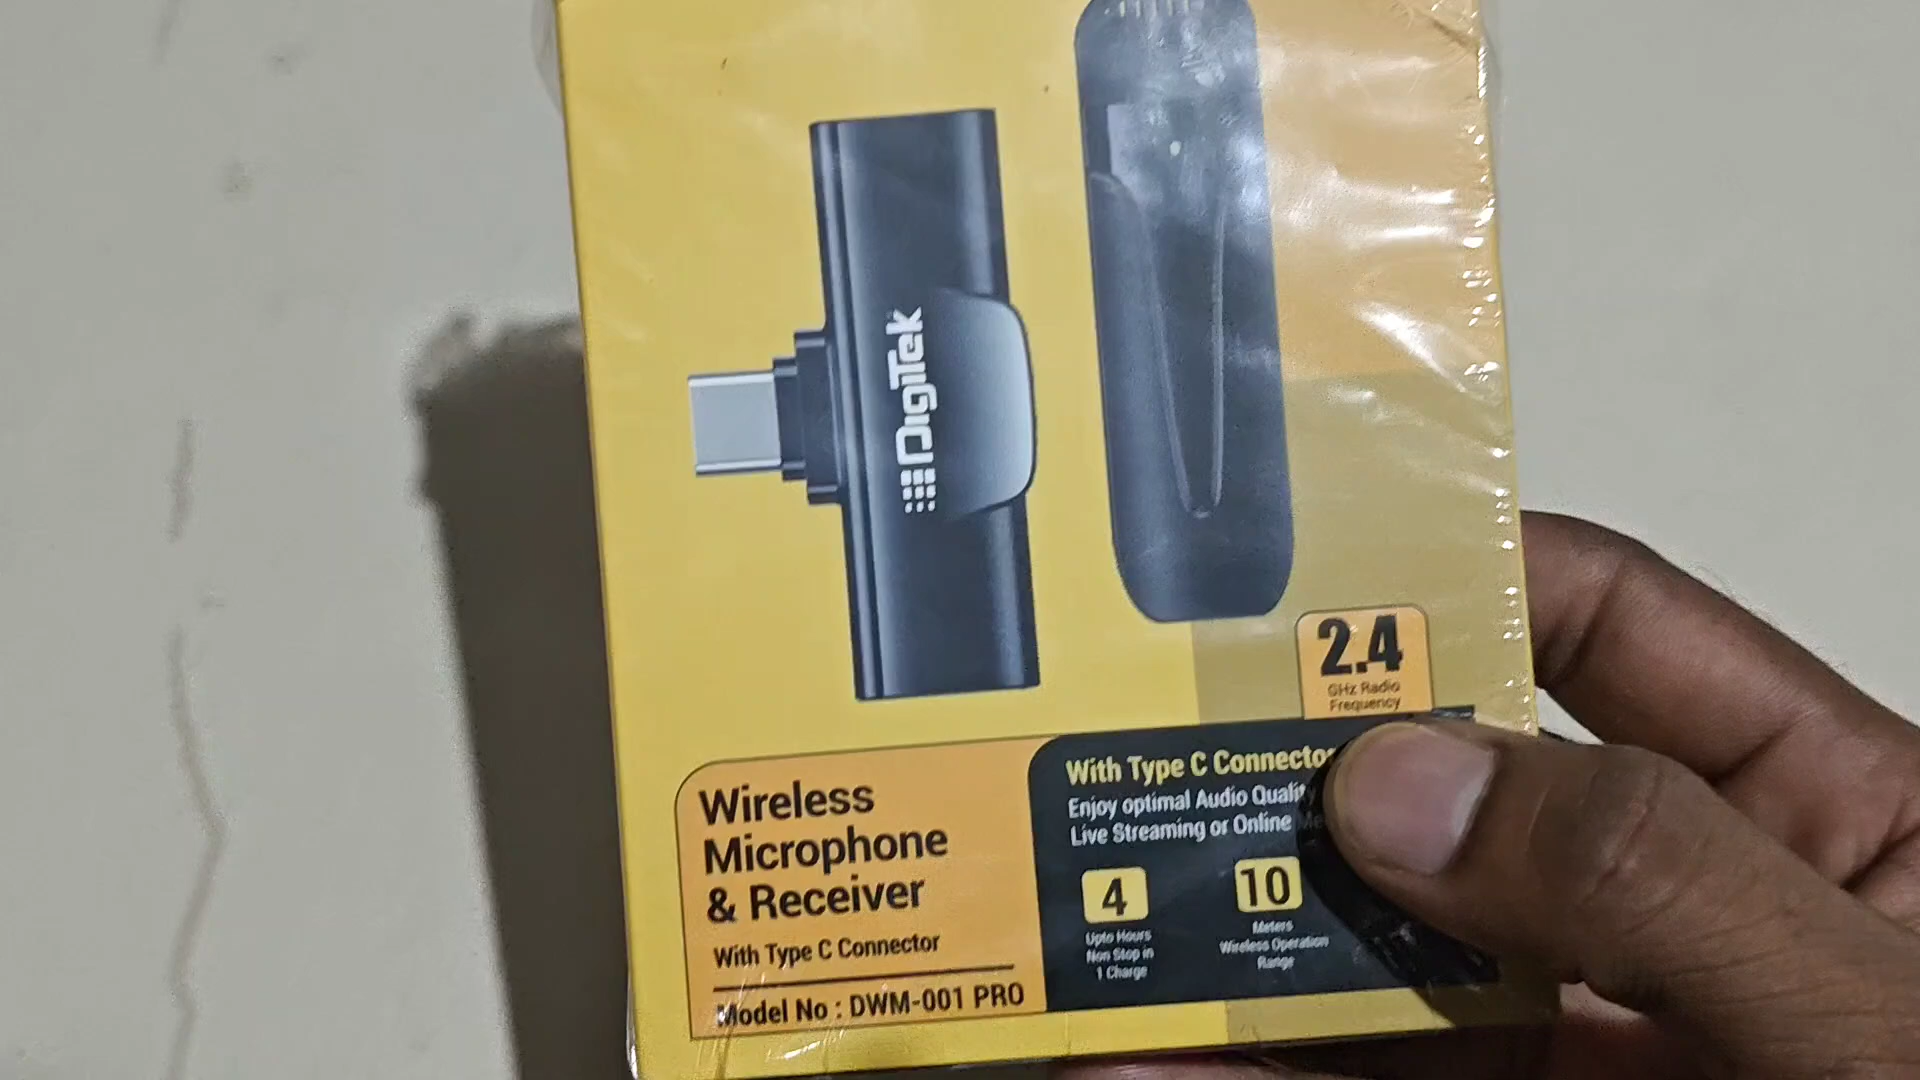 DigiTek
2.4
GHz Radio
Frequency
Wireless
Microphone
& Receiver
With Type C Connector
Model No : DWM-001 PRO
With Type C Connector
Enjoy optimal Audio Quality
Live Streaming or Online
4
Upto Hours
Non Stop in
1 Charge
10
Meters
Wireless Operation
Range